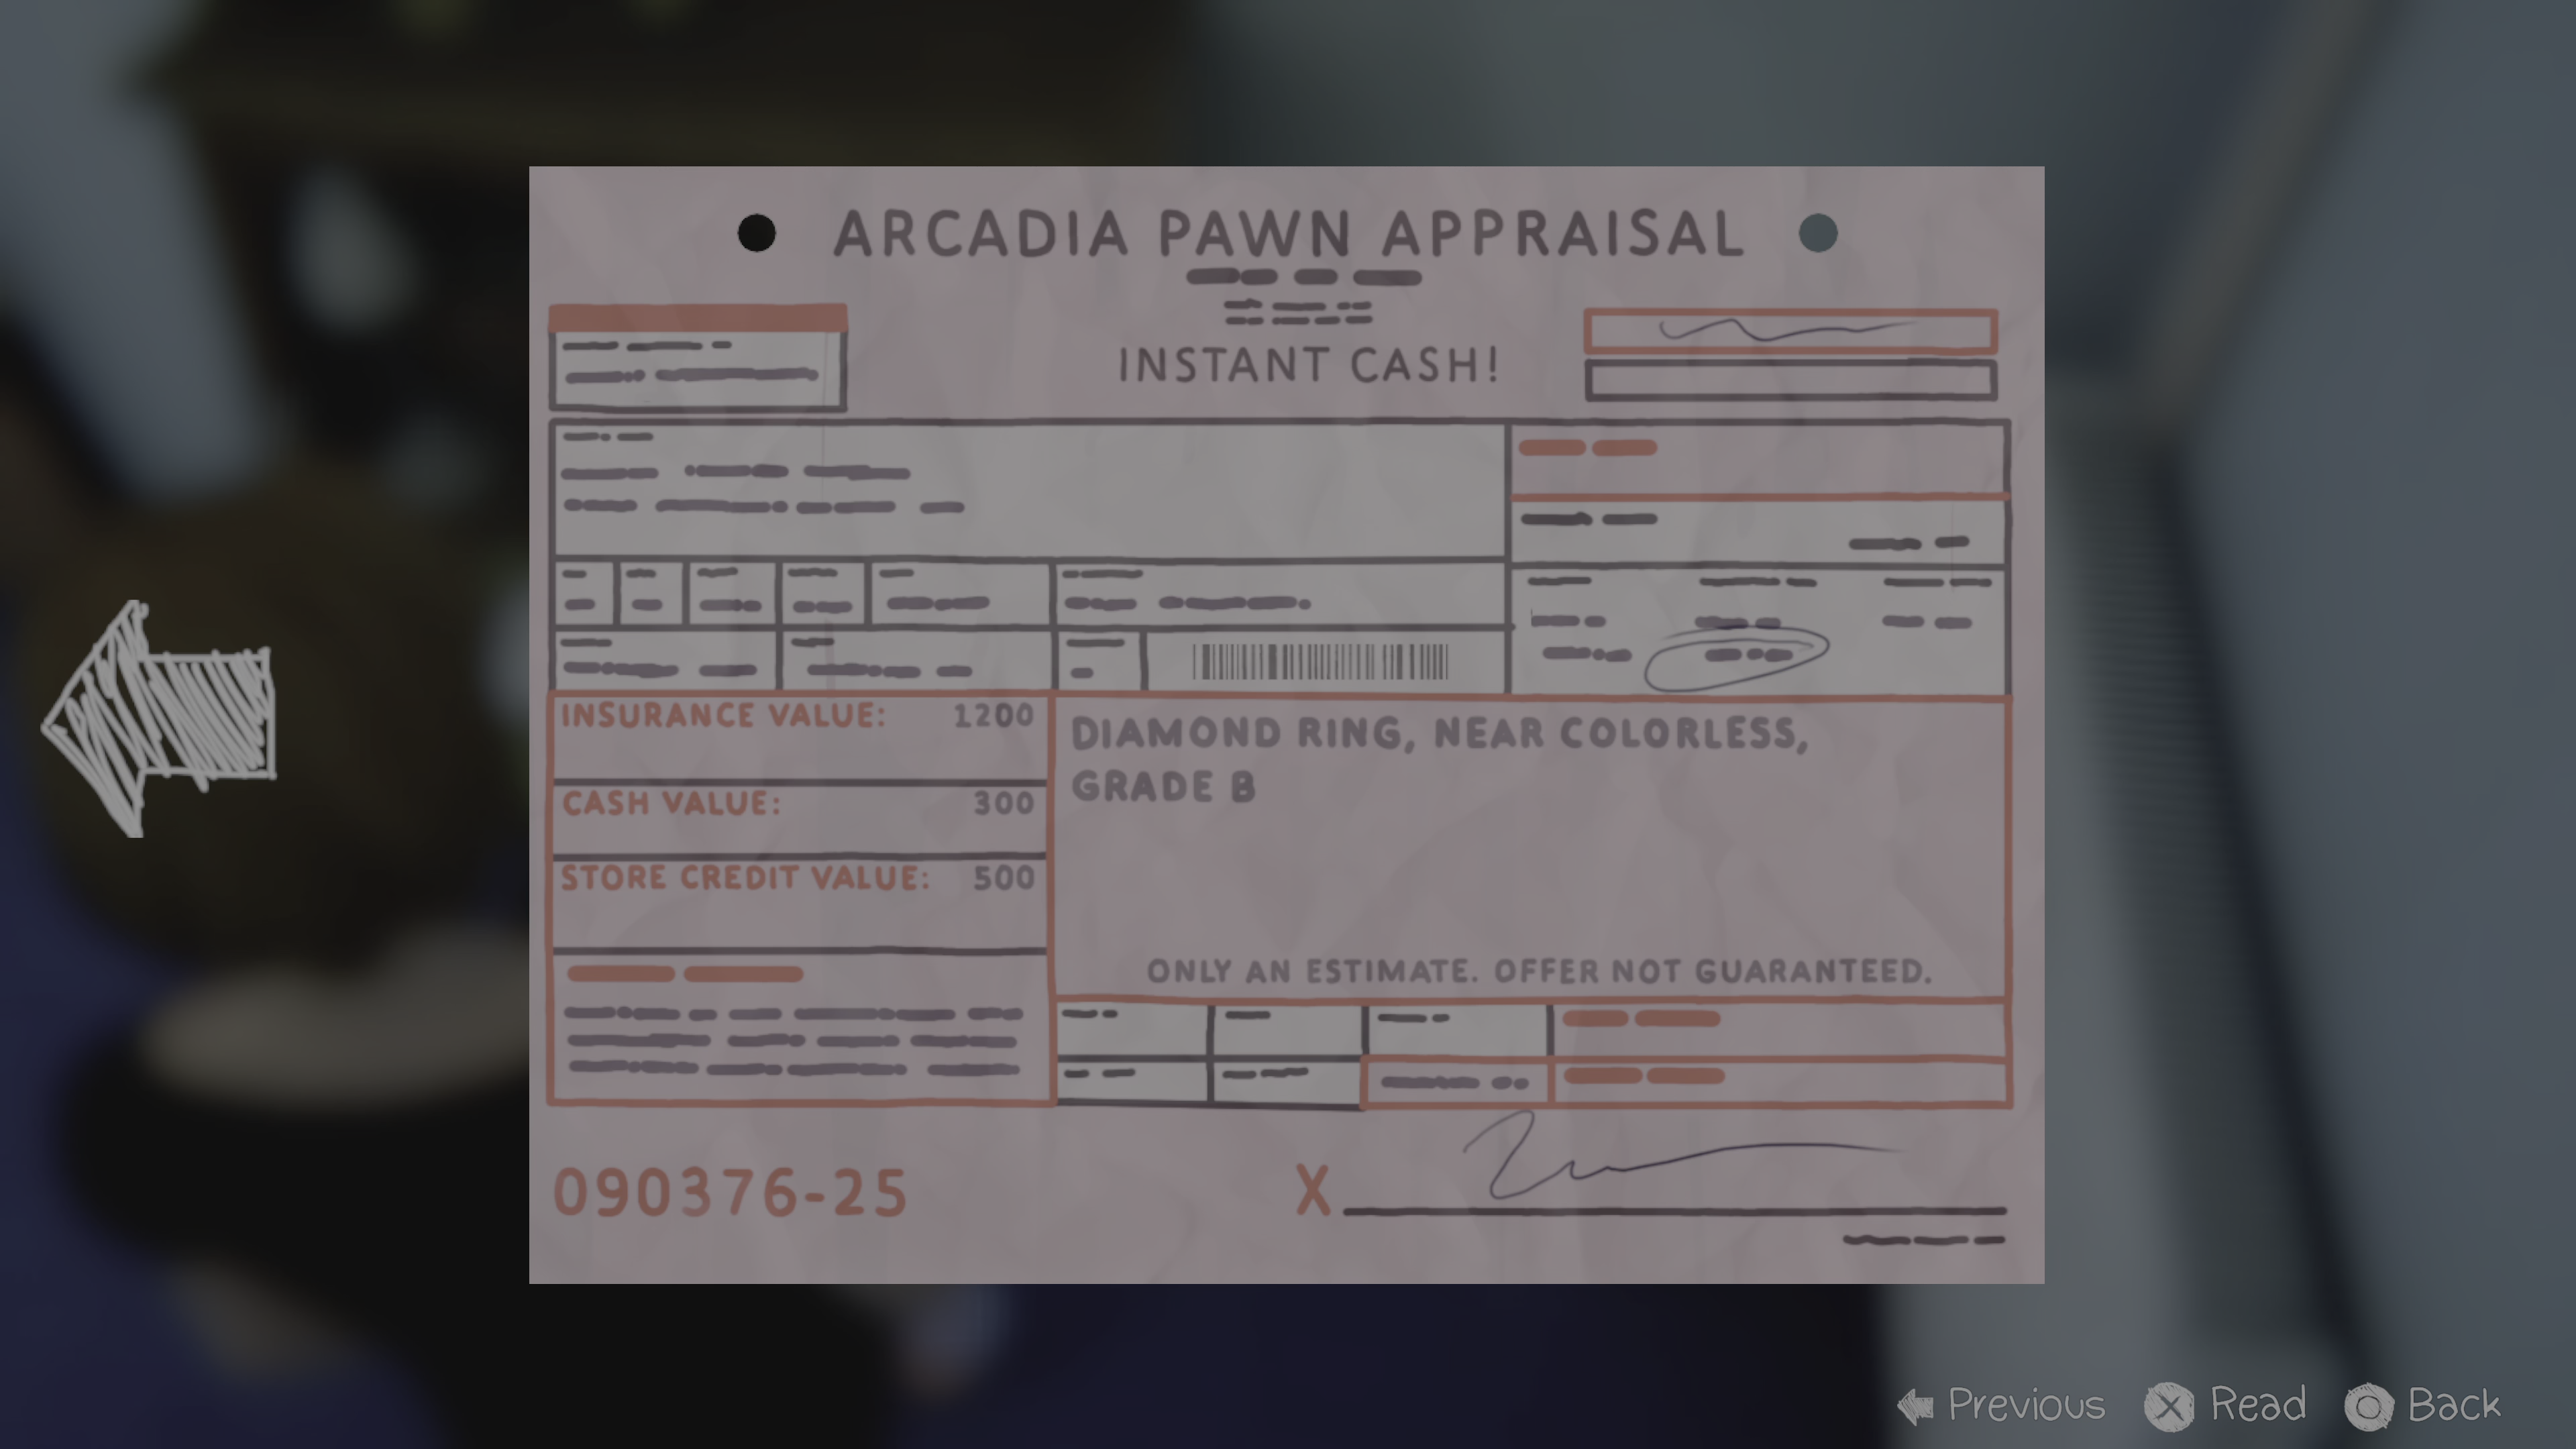 ARCADIA PAWN APPRAISAL
INSTANT CASH!
INSURANCE VALUE: 1200
CASH VALUE: 300
STORE CREDIT VALUE: 500
DIAMOND RING, NEAR COLORLESS,
GRADE B
ONLY AN ESTIMATE. OFFER NOT GUARANTEED.
090376-25
X
Previous
Read
Back